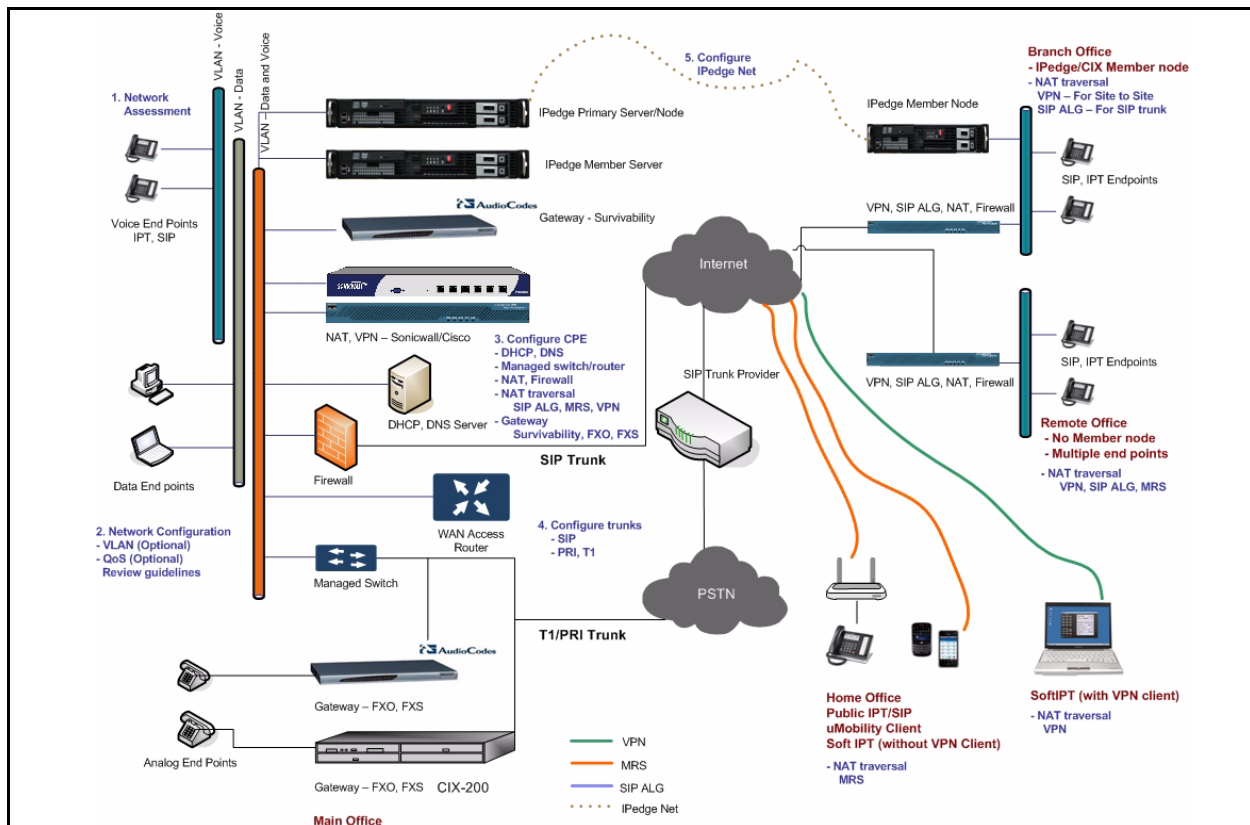 VLAN - Voice
VLAN - Data
VLAN – Data and Voice
1. Network
Assessment
Voice End Points
IPT, SIP
Data End points
2. Network Configuration
- VLAN (Optional)
- QoS (Optional)
Review guidelines
Analog End Points
IPedge Primary Server/Node
IPedge Member Server
AudioCodes
Gateway - Survivability
NAT, VPN – Sonicwall/Cisco
DHCP, DNS Server
Firewall
SIP Trunk
WAN Access
Router
Managed Switch
T1/PRI Trunk
AudioCodes
Gateway – FXO, FXS
Gateway – FXO, FXS
CIX-200
Main Office
3. Configure CPE
- DHCP, DNS
- Managed switch/router
- NAT, Firewall
- NAT traversal
SIP ALG, MRS, VPN
- Gateway
Survivability, FXO, FXS
4. Configure trunks
- SIP
- PRI, T1
5. Configure
IPedge Net
Internet
SIP Trunk Provider
PSTN
VPN
MRS
SIP ALG
IPedge Net
IPedge Member Node
Branch Office
- IPedge/CIX Member node
- NAT traversal
VPN – For Site to Site
SIP ALG – For SIP trunk
SIP, IPT Endpoints
VPN, SIP ALG, NAT, Firewall
SIP, IPT Endpoints
VPN, SIP ALG, NAT, Firewall
Remote Office
- No Member node
- Multiple end points
- NAT traversal
VPN, SIP ALG, MRS
Home Office
Public IPT/SIP
uMobility Client
Soft IPT (without VPN Client)
- NAT traversal
MRS
SoftIPT (with VPN client)
- NAT traversal
VPN